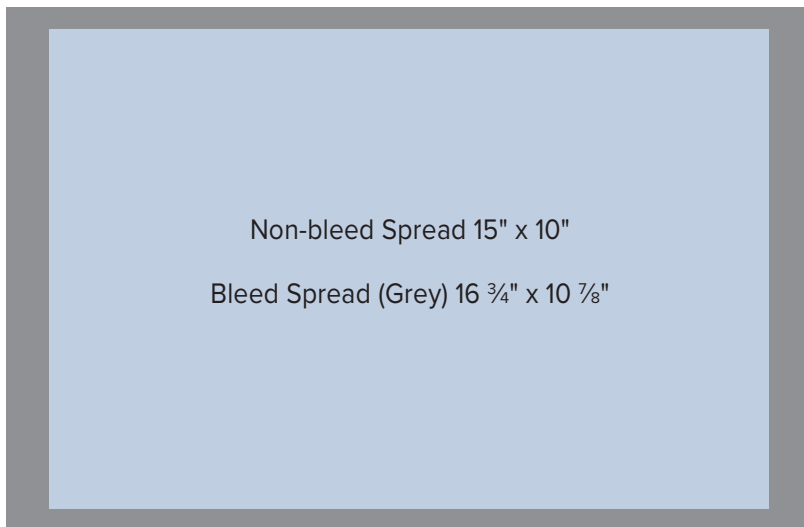 Non-bleed Spread 15" x 10"
Bleed Spread (Grey) 16 ¾" x 10 ⅞"